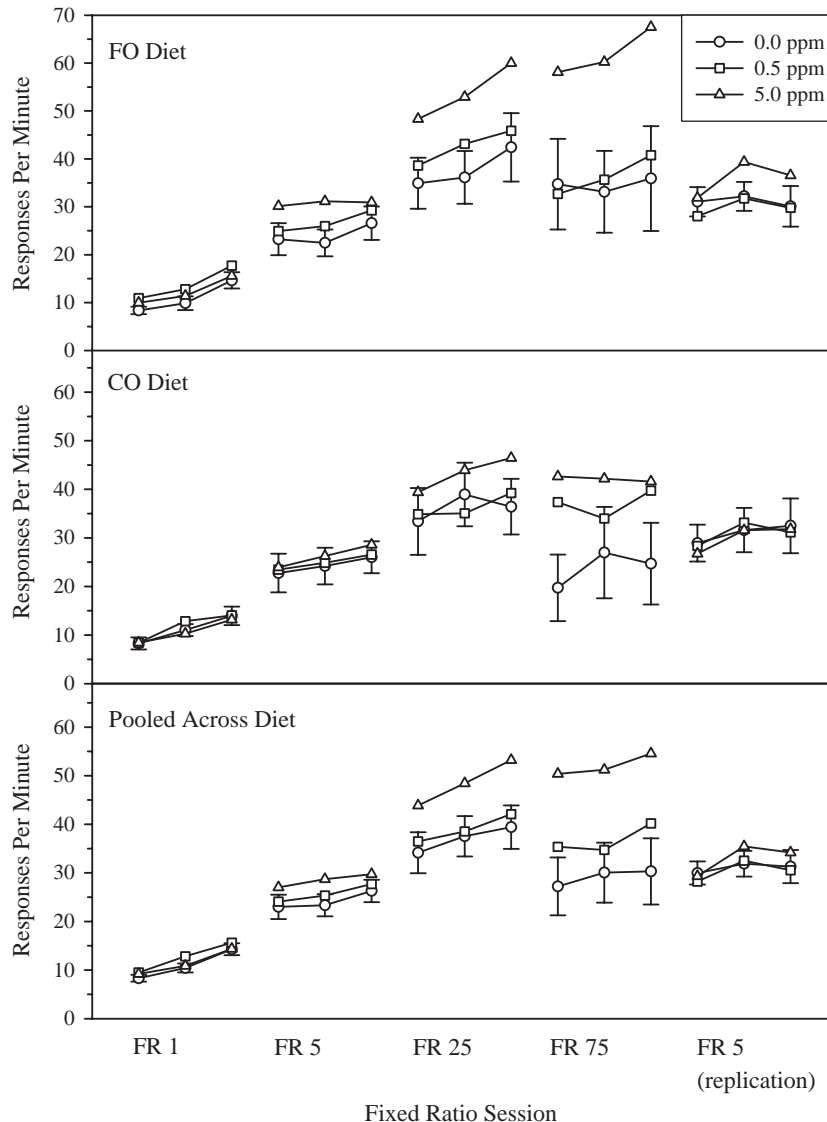 FO Diet
0.0 ppm
0.5 ppm
5.0 ppm
Responses Per Minute
70
60
50
40
30
20
10
0
CO Diet
Responses Per Minute
60
50
40
30
20
10
0
Pooled Across Diet
Responses Per Minute
60
50
40
30
20
10
0
FR 1
FR 5
FR 25
FR 75
FR 5
(replication)
Fixed Ratio Session